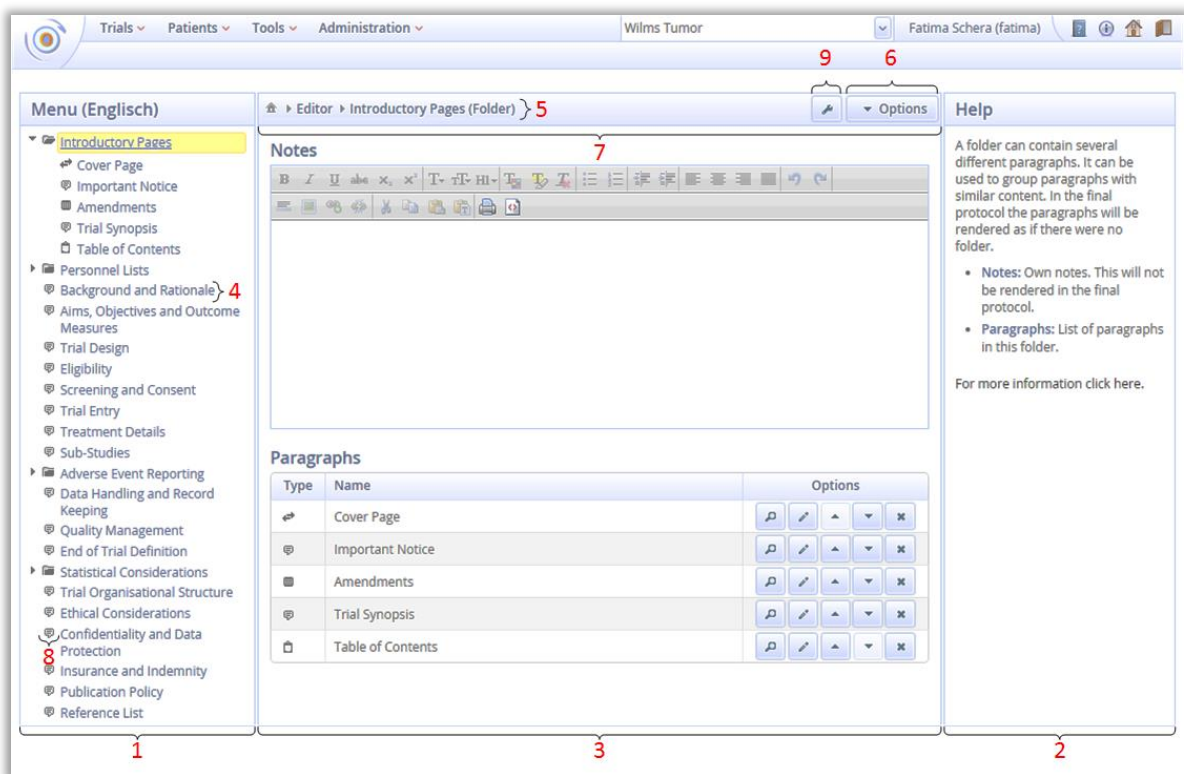 Trials Patients Tools Administration Wilms Tumor Fatima Schera (fatima)
9 6
Menu (Englisch)
Introductory Pages
Cover Page
Important Notice
Amendments
Trial Synopsis
Table of Contents
Personnel Lists
Background and Rationale 4
Aims, Objectives and Outcome
Measures
Trial Design
Eligibility
Screening and Consent
Trial Entry
Treatment Details
Sub-Studies
Adverse Event Reporting
Data Handling and Record
Keeping
Quality Management
End of Trial Definition
Statistical Considerations
Trial Organisational Structure
Ethical Considerations
Confidentiality and Data
Protection
8
Insurance and Indemnity
Publication Policy
Reference List
1
Editor Introductory Pages (Folder) 5 Options
7
Notes
B I U abc x₂ x² T T HI T T T
Paragraphs
Type Name Options
Cover Page
Important Notice
Amendments
Trial Synopsis
Table of Contents
3
Help
A folder can contain several
different paragraphs. It can be
used to group paragraphs with
similar content. In the final
protocol the paragraphs will be
rendered as if there were no
folder.
• Notes: Own notes. This will not
be rendered in the final
protocol.
• Paragraphs: List of paragraphs
in this folder.
For more information click here.
2